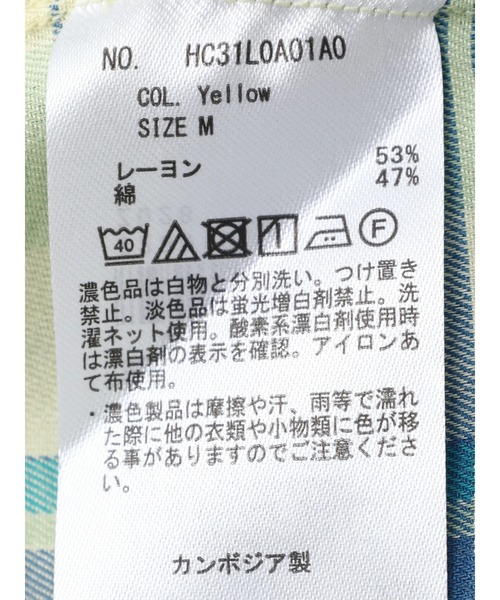 NO. HC31L0A01A0
COL. Yellow
SIZE M
レーヨン 53%
綿 47%
40 F
濃色品は白物と分別洗い。つけ置き
禁止。淡色品は蛍光増白剤禁止。洗
濯ネット使用。酸素系漂白剤使用時
は漂白剤の表示を確認。アイロンあ
て布使用。
・濃色製品は摩擦や汗、雨等で濡れ
た際に他の衣類や小物類に色が移
る事がありますのでご注意くださ
い。
カンボジア製